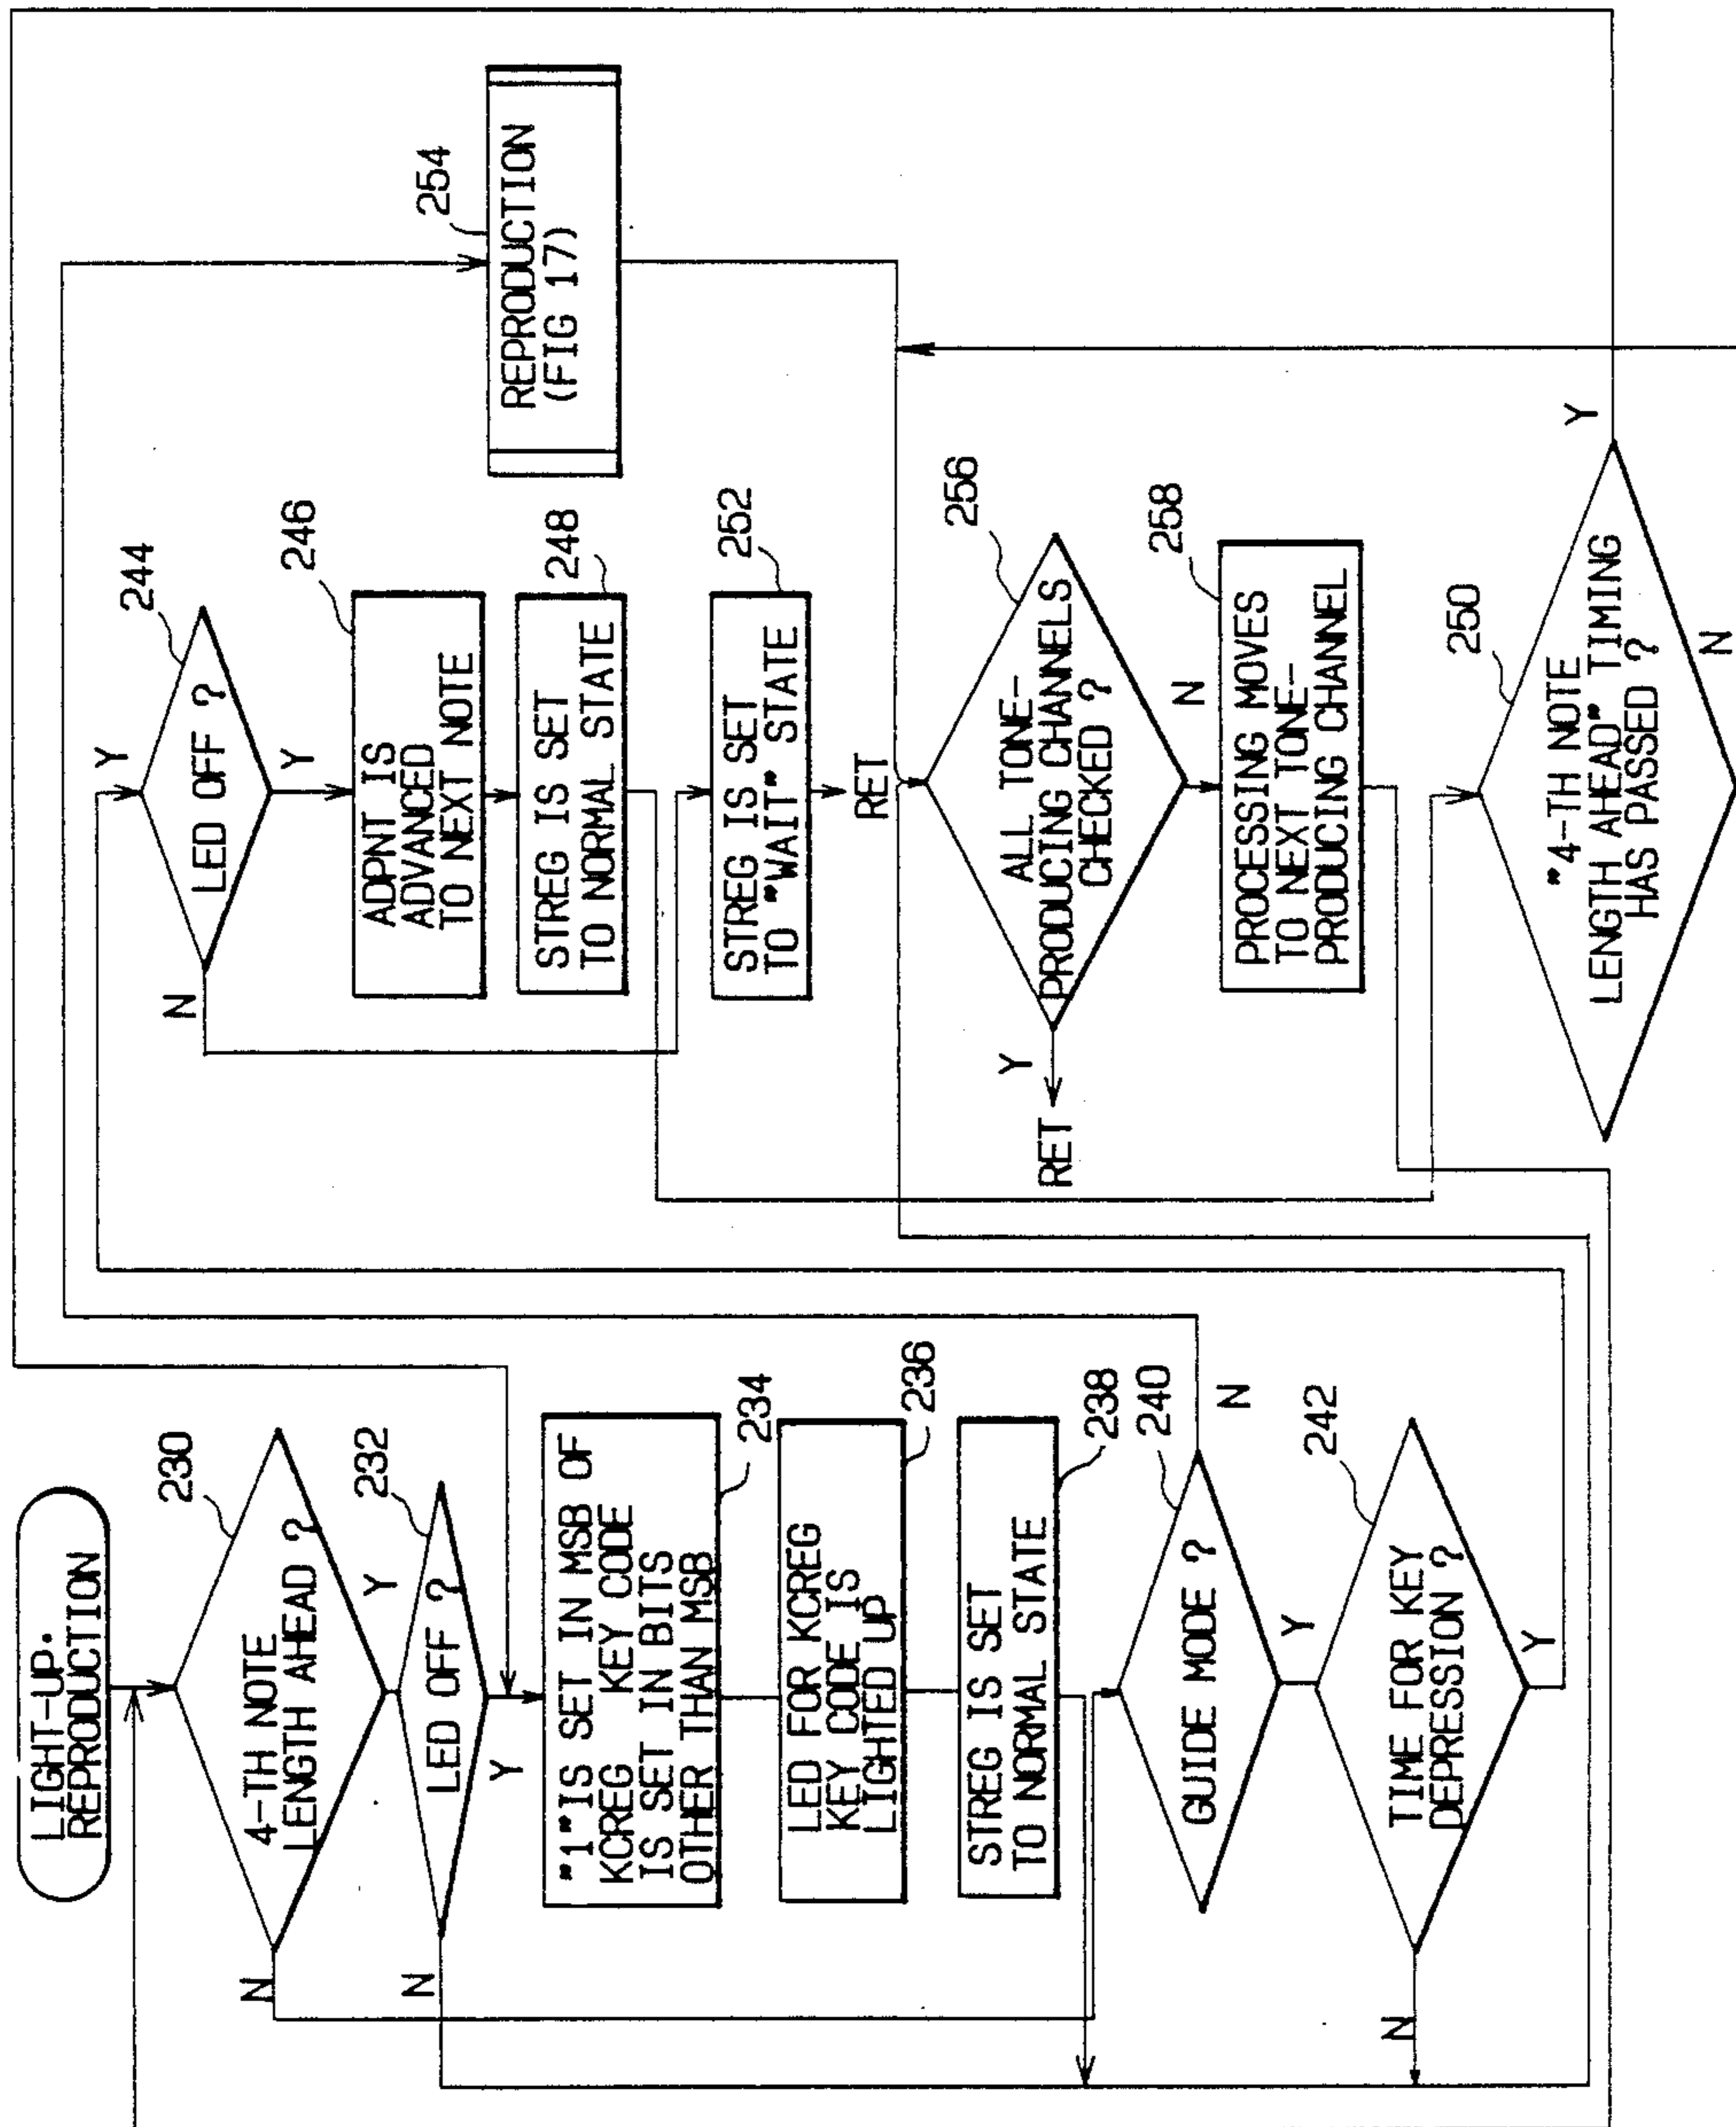 LIGHT-UP.
REPRODUCTION
230
4-TH NOTE
LENGTH AHEAD ?
N
Y
232
LED OFF ?
N
Y
"1" IS SET IN MSB OF
KCREG KEY CODE
IS SET IN BITS
OTHER THAN MSB
234
LED FOR KCREG
KEY CODE IS
LIGHTED UP
236
STREG IS SET
TO NORMAL STATE
238
240
GUIDE MODE ?
N
Y
242
TIME FOR KEY
DEPRESSION ?
N
Y
244
Y
LED OFF ?
N
Y
246
ADPNT IS
ADVANCED
TO NEXT NOTE
248
STREG IS SET
TO NORMAL STATE
252
STREG IS SET
TO "WAIT" STATE
RET
254
REPRODUCTION
(FIG 17)
256
ALL TONE-
PRODUCING CHANNELS
CHECKED ?
Y
RET
N
258
PROCESSING MOVES
TO NEXT TONE-
PRODUCING CHANNEL
250
"4-TH NOTE
LENGTH AHEAD" TIMING
HAS PASSED ?
Y
N